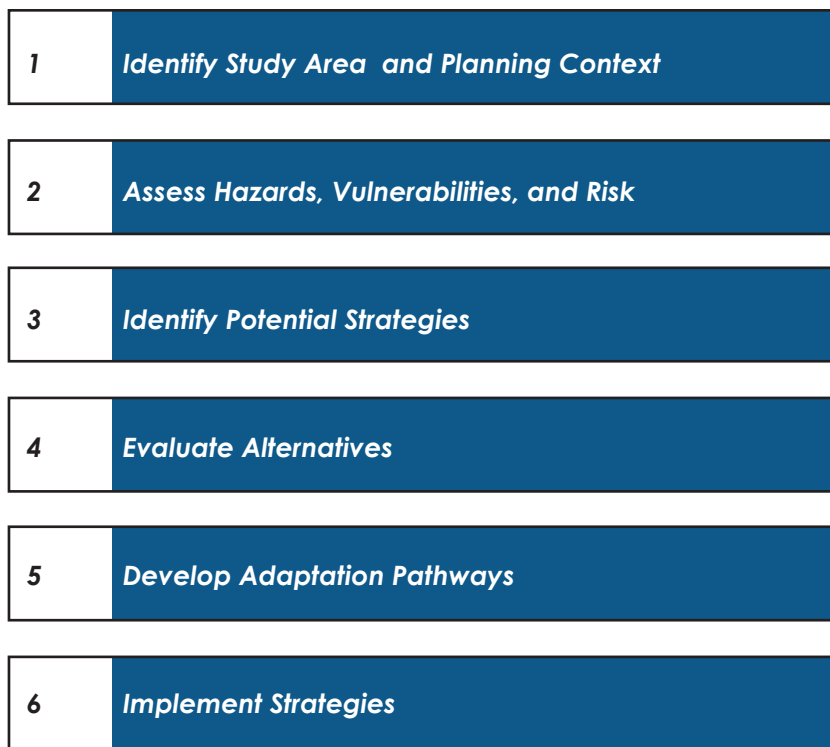 1 Identify Study Area and Planning Context
2 Assess Hazards, Vulnerabilities, and Risk
3 Identify Potential Strategies
4 Evaluate Alternatives
5 Develop Adaptation Pathways
6 Implement Strategies